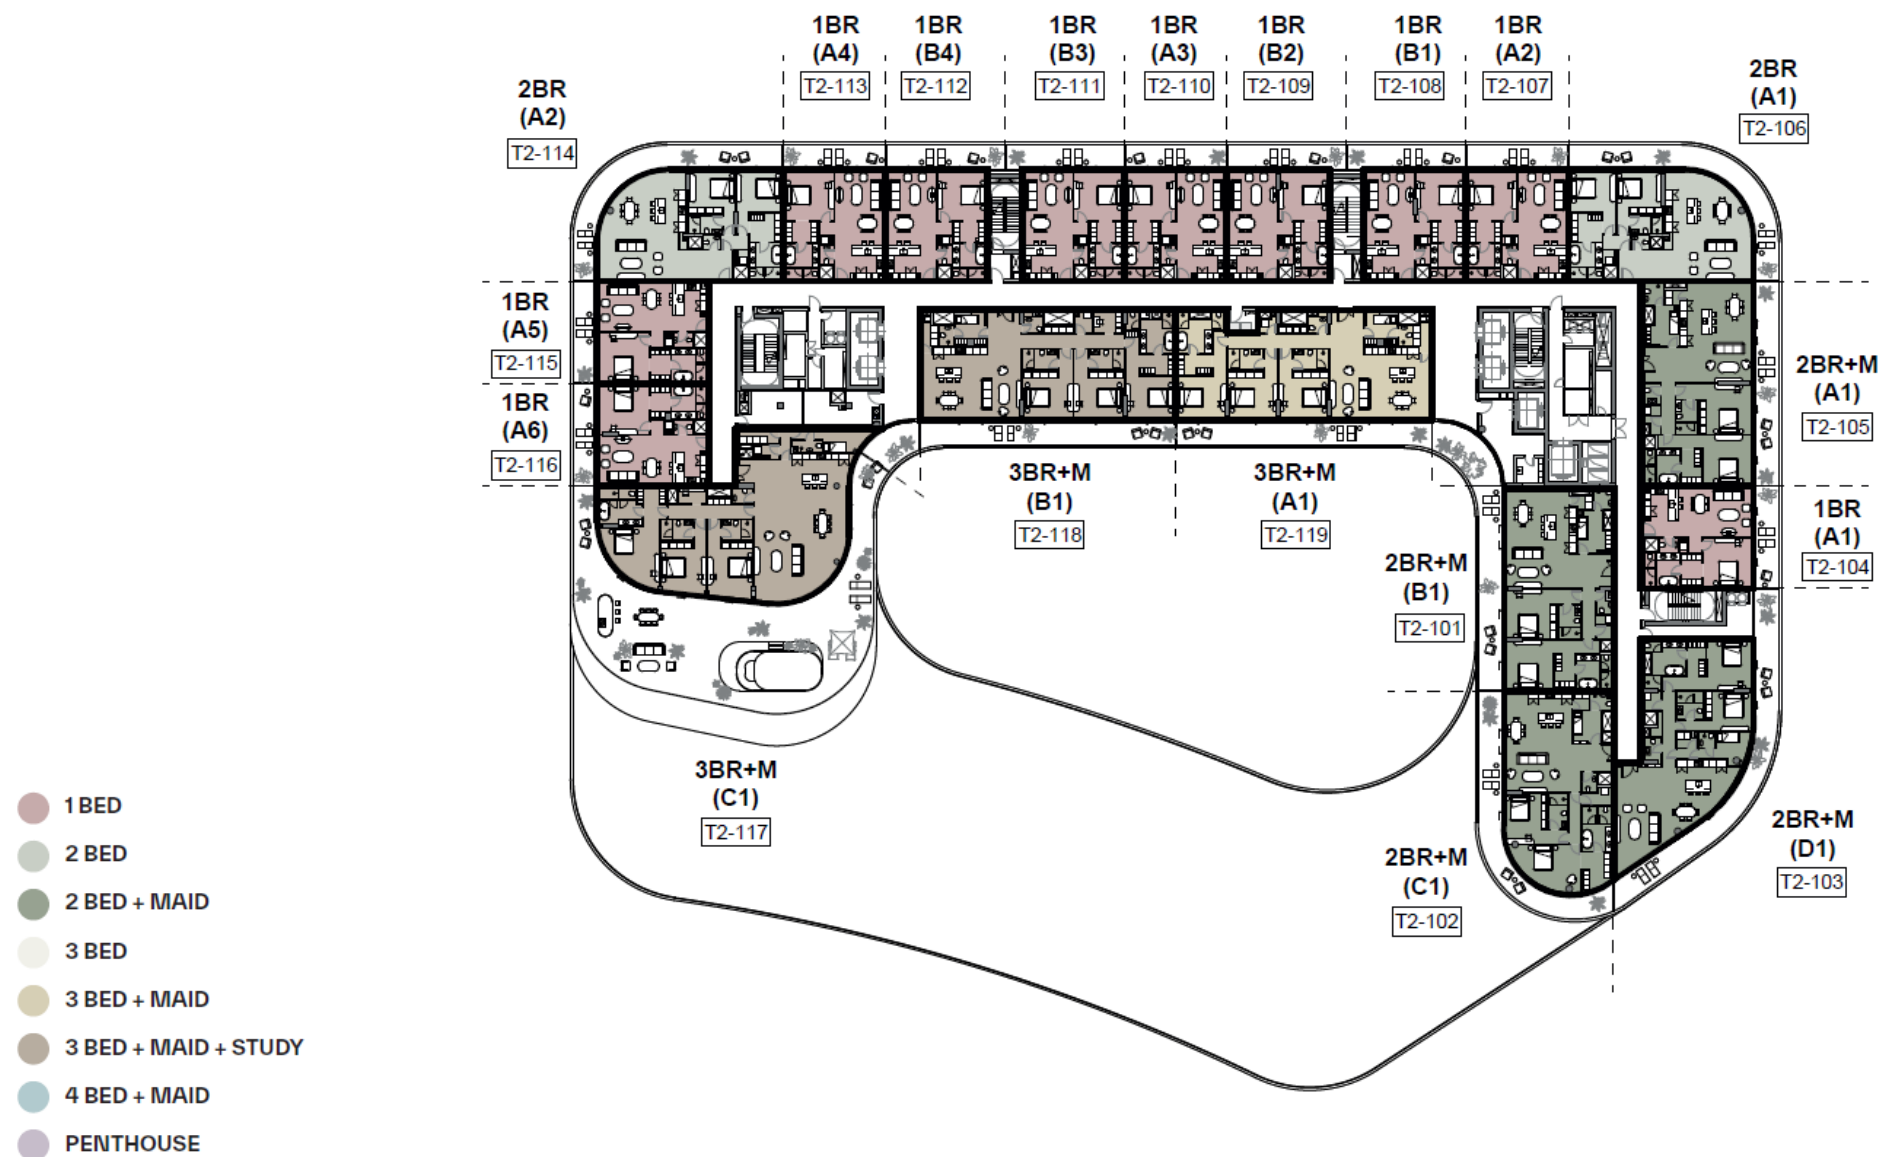 1BR
(A4)
T2-113
1BR
(B4)
T2-112
1BR
(B3)
T2-111
1BR
(A3)
T2-110
1BR
(B2)
T2-109
1BR
(B1)
T2-108
1BR
(A2)
T2-107
2BR
(A1)
T2-106
2BR
(A2)
T2-114
1BR
(A5)
T2-115
1BR
(A6)
T2-116
2BR+M
(A1)
T2-105
3BR+M
(B1)
T2-118
3BR+M
(A1)
T2-119
1BR
(A1)
T2-104
2BR+M
(B1)
T2-101
3BR+M
(C1)
T2-117
2BR+M
(D1)
T2-103
2BR+M
(C1)
T2-102
1 BED
2 BED
2 BED + MAID
3 BED
3 BED + MAID
3 BED + MAID + STUDY
4 BED + MAID
PENTHOUSE